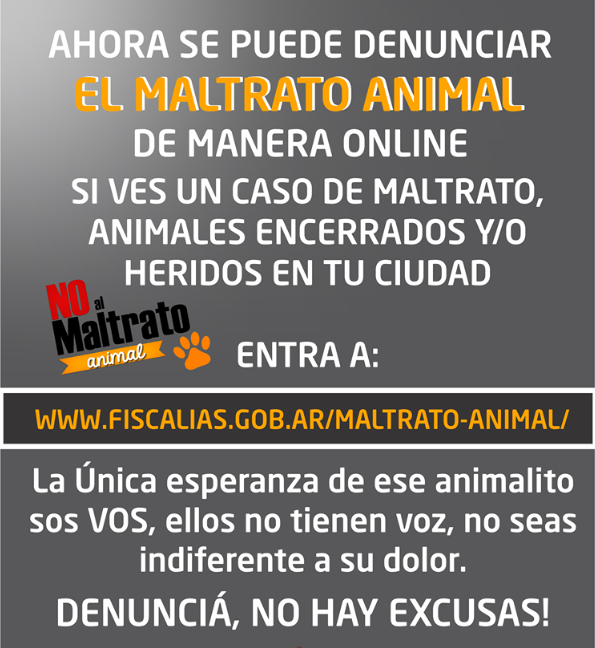 AHORA SE PUEDE DENUNCIAR
EL MALTRATO ANIMAL
DE MANERA ONLINE
SI VES UN CASO DE MALTRATO,
ANIMALES ENCERRADOS Y/O
HERIDOS EN TU CIUDAD
NO al
Maltrato
animal
ENTRA A:
WWW.FISCALIAS.GOB.AR/MALTRATO-ANIMAL/
La Única esperanza de ese animalito
sos VOS, ellos no tienen voz, no seas
indiferente a su dolor.
DENUNCIÁ, NO HAY EXCUSAS!